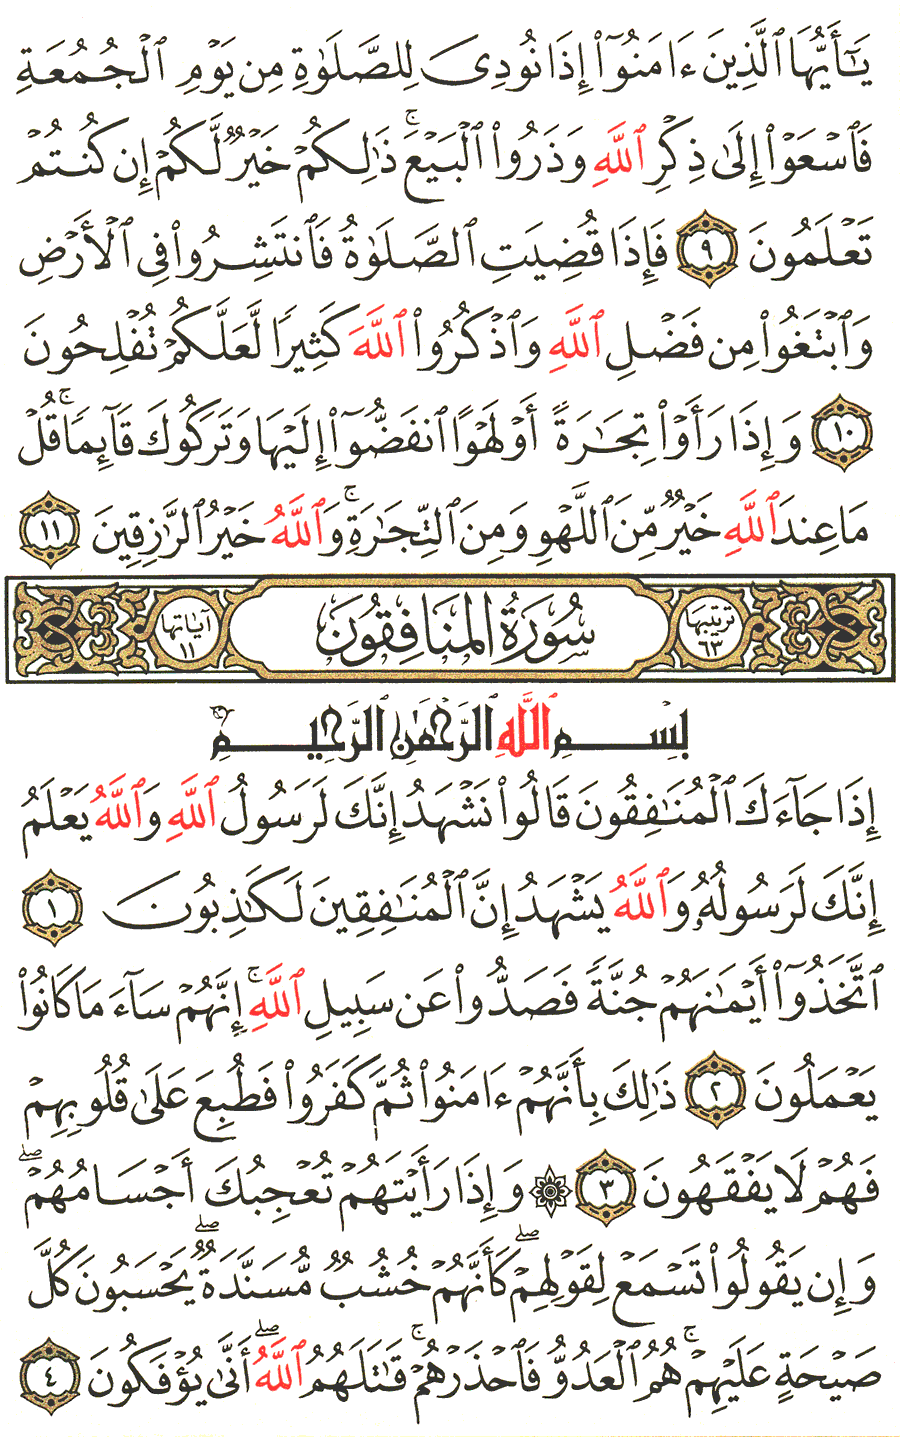 يَٰٓأَيُّهَا ٱلَّذِينَ ءَامَنُوٓا۟ إِذَا نُودِىَ لِلصَّلَوٰةِ مِن يَوْمِ ٱلْجُمُعَةِ
فَٱسْعَوْا۟ إِلَىٰ ذِكْرِ ٱللَّهِ وَذَرُوا۟ ٱلْبَيْعَ ۚ ذَٰلِكُمْ خَيْرٌ لَّكُمْ إِن كُنتُمْ
تَعْلَمُونَ ٩ فَإِذَا قُضِيَتِ ٱلصَّلَوٰةُ فَٱنتَشِرُوا۟ فِى ٱلْأَرْضِ
وَٱبْتَغُوا۟ مِن فَضْلِ ٱللَّهِ وَٱذْكُرُوا۟ ٱللَّهَ كَثِيرًا لَّعَلَّكُمْ تُفْلِحُونَ
١٠ وَإِذَا رَأَوْا۟ تِجَٰرَةً أَوْ لَهْوًا ٱنفَضُّوٓا۟ إِلَيْهَا وَتَرَكُوكَ قَآئِمًا ۚ قُلْ
مَا عِندَ ٱللَّهِ خَيْرٌ مِّنَ ٱللَّهْوِ وَمِنَ ٱلتِّجَٰرَةِ ۚ وَٱللَّهُ خَيْرُ ٱلرَّٰزِقِينَ ١١
ترتيبها ٦٣ سُورَةُ المنَافِقُونَ آياتها ١١
بِسْمِ ٱللَّهِ ٱلرَّحْمَٰنِ ٱلرَّحِيمِ
إِذَا جَآءَكَ ٱلْمُنَٰفِقُونَ قَالُوا۟ نَشْهَدُ إِنَّكَ لَرَسُولُ ٱللَّهِ وَٱللَّهُ يَعْلَمُ
إِنَّكَ لَرَسُولُهُۥ وَٱللَّهُ يَشْهَدُ إِنَّ ٱلْمُنَٰفِقِينَ لَكَٰذِبُونَ ١
ٱتَّخَذُوٓا۟ أَيْمَٰنَهُمْ جُنَّةً فَصَدُّوا۟ عَن سَبِيلِ ٱللَّهِ ۚ إِنَّهُمْ سَآءَ مَا كَانُوا۟
يَعْمَلُونَ ٢ ذَٰلِكَ بِأَنَّهُمْ ءَامَنُوا۟ ثُمَّ كَفَرُوا۟ فَطُبِعَ عَلَىٰ قُلُوبِهِمْ
فَهُمْ لَا يَفْقَهُونَ ٣ ۞ وَإِذَا رَأَيْتَهُمْ تُعْجِبُكَ أَجْسَامُهُمْ ۖ
وَإِن يَقُولُوا۟ تَسْمَعْ لِقَوْلِهِمْ ۖ كَأَنَّهُمْ خُشُبٌ مُّسَنَّدَةٌ ۖ يَحْسَبُونَ كُلَّ
صَيْحَةٍ عَلَيْهِمْ ۚ هُمُ ٱلْعَدُوُّ فَٱحْذَرْهُمْ ۚ قَٰتَلَهُمُ ٱللَّهُ ۖ أَنَّىٰ يُؤْفَكُونَ ٤